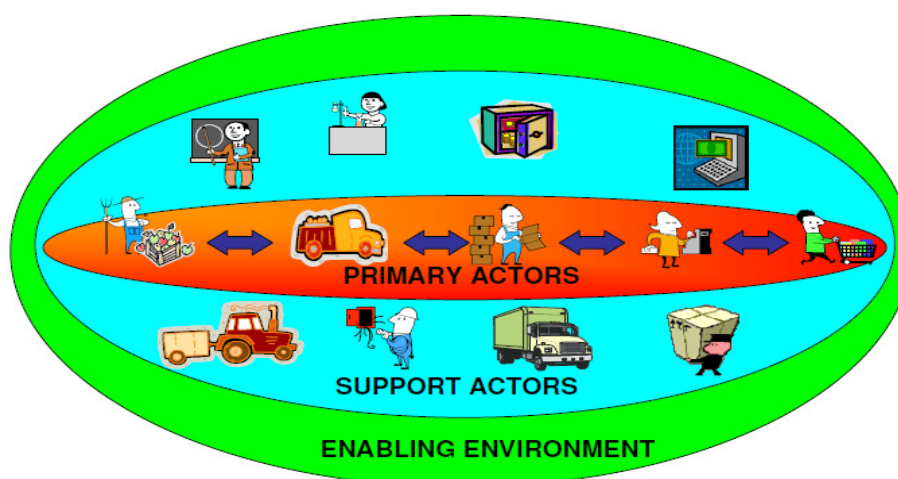 PRIMARY ACTORS
SUPPORT ACTORS
ENABLING ENVIRONMENT